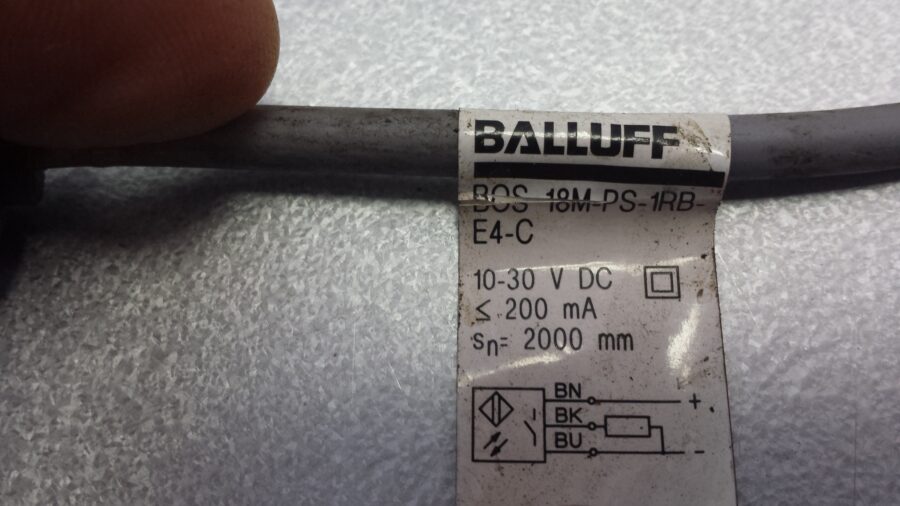 BALLUFF
BOS 18M-PS-1RB-
E4-C
10-30 V DC
≤ 200 mA
sn= 2000 mm
BN +
BK
BU -